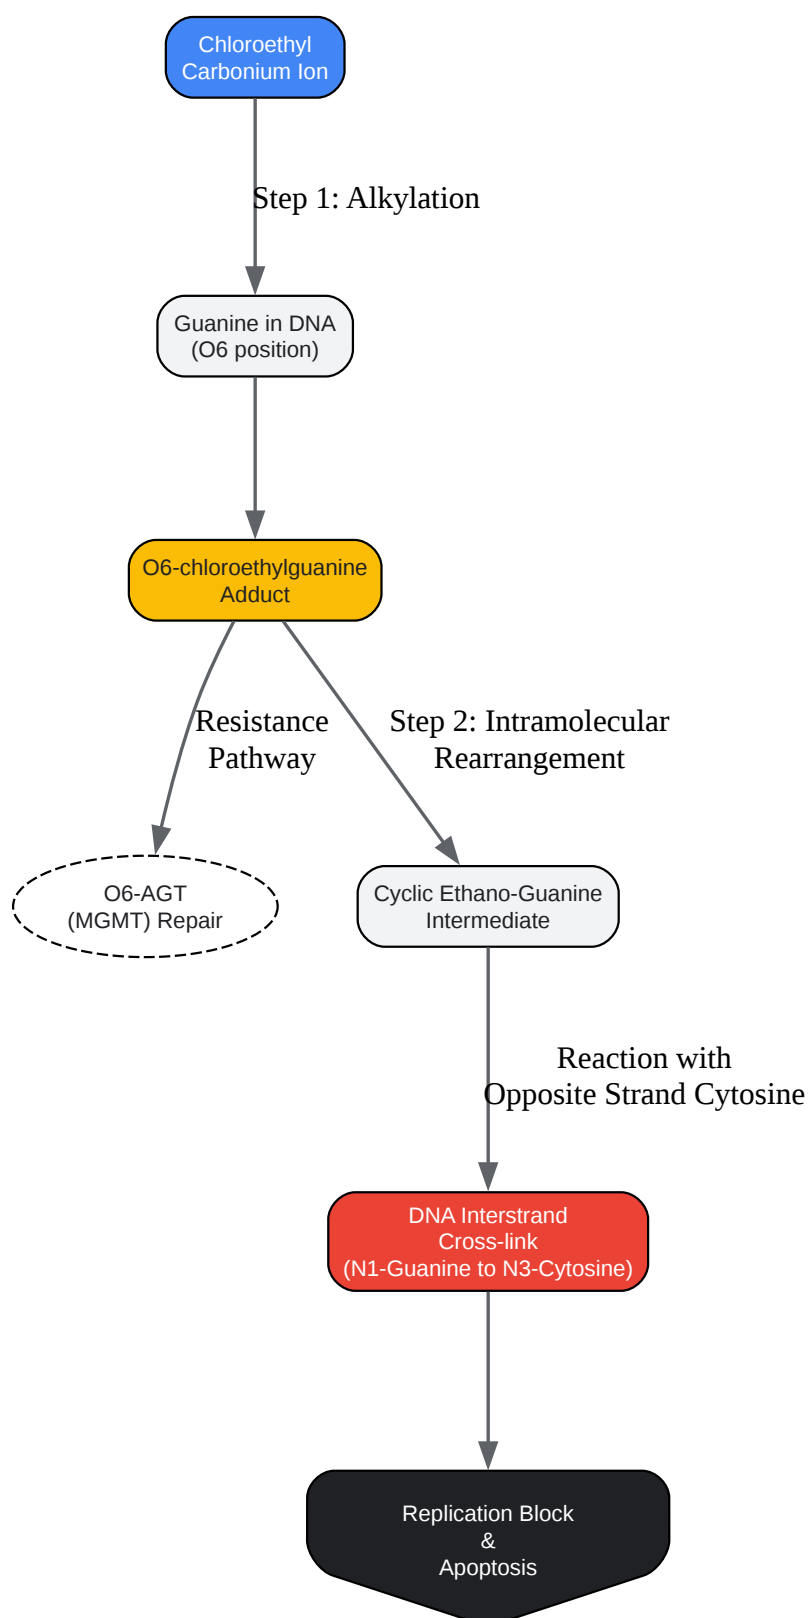 Chloroethyl
Carbonium Ion
Step 1: Alkylation
Guanine in DNA
(O6 position)
O6-chloroethylguanine
Adduct
Resistance
Pathway
Step 2: Intramolecular
Rearrangement
O6-AGT
(MGMT) Repair
Cyclic Ethano-Guanine
Intermediate
Reaction with
Opposite Strand Cytosine
DNA Interstrand
Cross-link
(N1-Guanine to N3-Cytosine)
Replication Block
&
Apoptosis